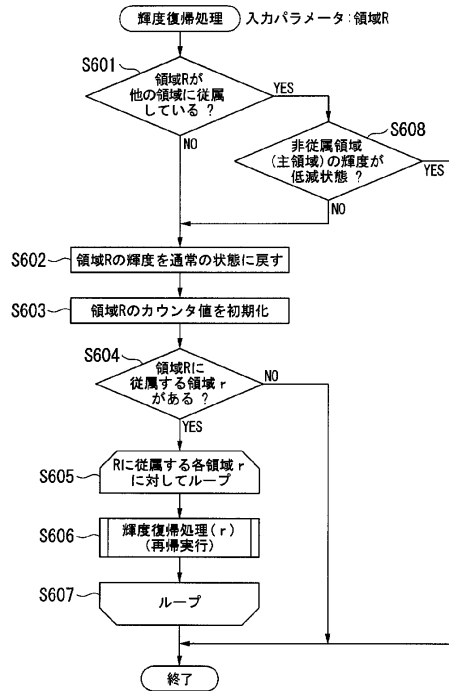 輝度復帰処理 入力パラメータ:領域R
S601
領域Rが
他の領域に従属
している ?
YES
NO
S608
非従属領域
(主領域)の輝度が
低減状態 ?
YES
NO
S602
領域Rの輝度を通常の状態に戻す
S603
領域Rのカウンタ値を初期化
S604
領域Rに
従属する領域 r
がある ?
NO
YES
S605
Rに従属する各領域 r
に対してループ
S606
輝度復帰処理( r )
(再帰実行)
S607
ループ
終了